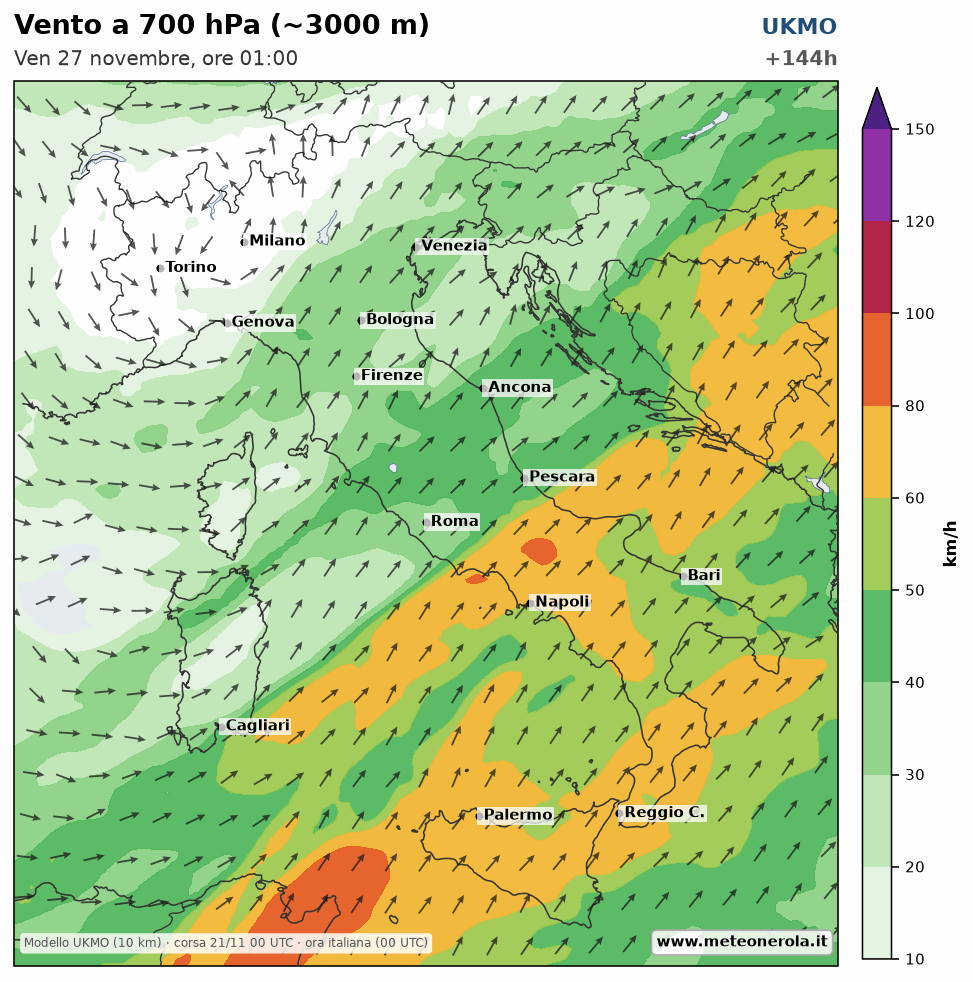 Vento a 700 hPa (~3000 m)
UKMO
Ven 27 novembre, ore 01:00
+144h
150
120
100
80
60
50
40
30
20
10
km/h
Milano
Venezia
Torino
Genova
Bologna
Firenze
Ancona
Pescara
Roma
Bari
Napoli
Cagliari
Palermo
Reggio C.
Modello UKMO (10 km) · corsa 21/11 00 UTC · ora italiana (00 UTC)
www.meteonerola.it